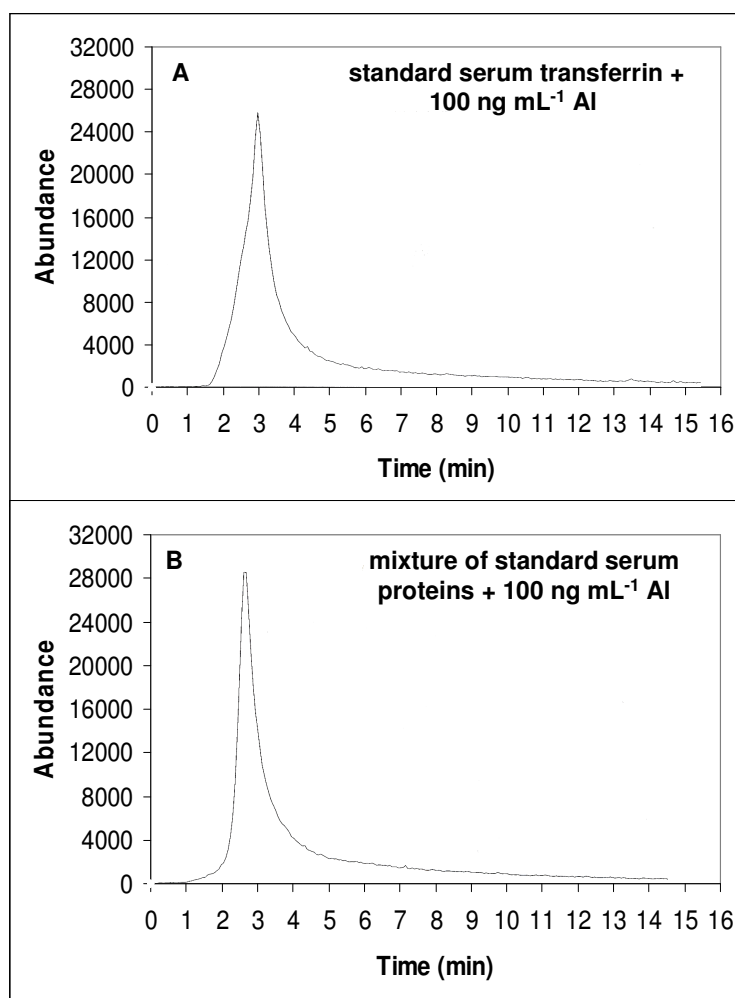 A
standard serum transferrin +
100 ng mL-1 Al
Abundance
32000
28000
24000
20000
16000
12000
8000
4000
0
0 1 2 3 4 5 6 7 8 9 10 11 12 13 14 15 16
Time (min)
B
mixture of standard serum
proteins + 100 ng mL-1 Al
Abundance
32000
28000
24000
20000
16000
12000
8000
4000
0
0 1 2 3 4 5 6 7 8 9 10 11 12 13 14 15 16
Time (min)